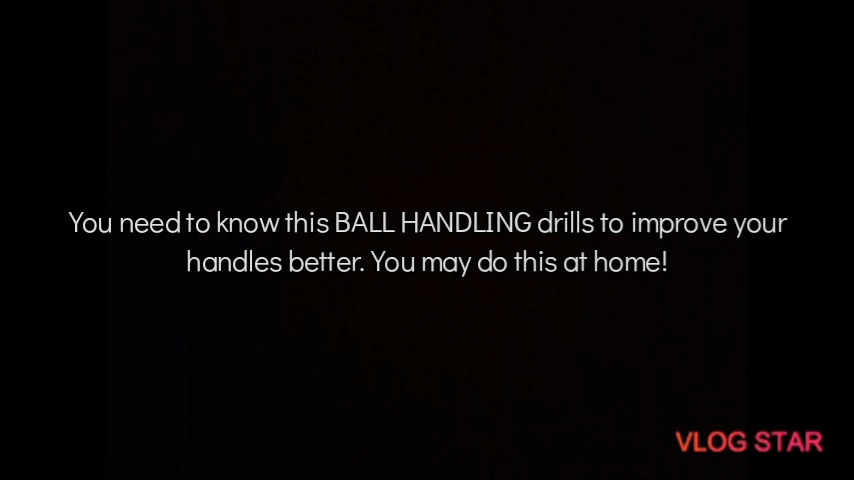 You need to know this BALL HANDLING drills to improve your
handles better. You may do this at home!
VLOG STAR